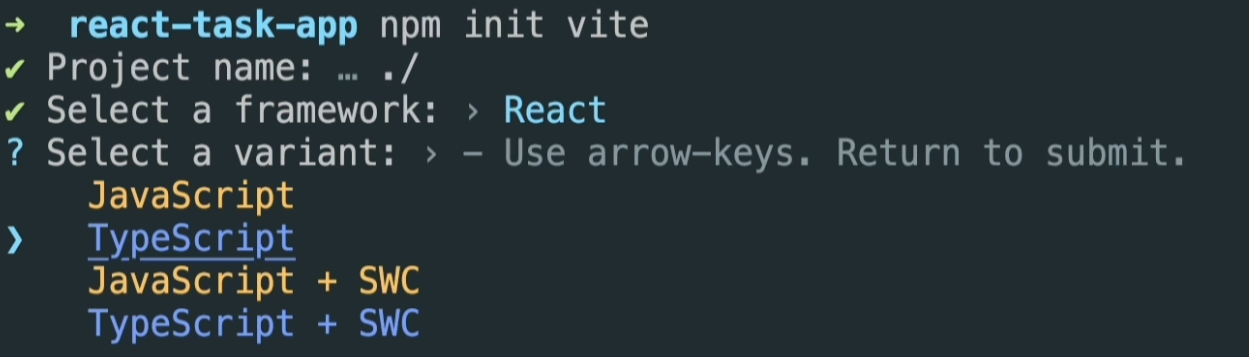 ➜  react-task-app npm init vite
✔ Project name: … ./
✔ Select a framework: › React
? Select a variant: › – Use arrow-keys. Return to submit.
    JavaScript
❯   TypeScript
    JavaScript + SWC
    TypeScript + SWC